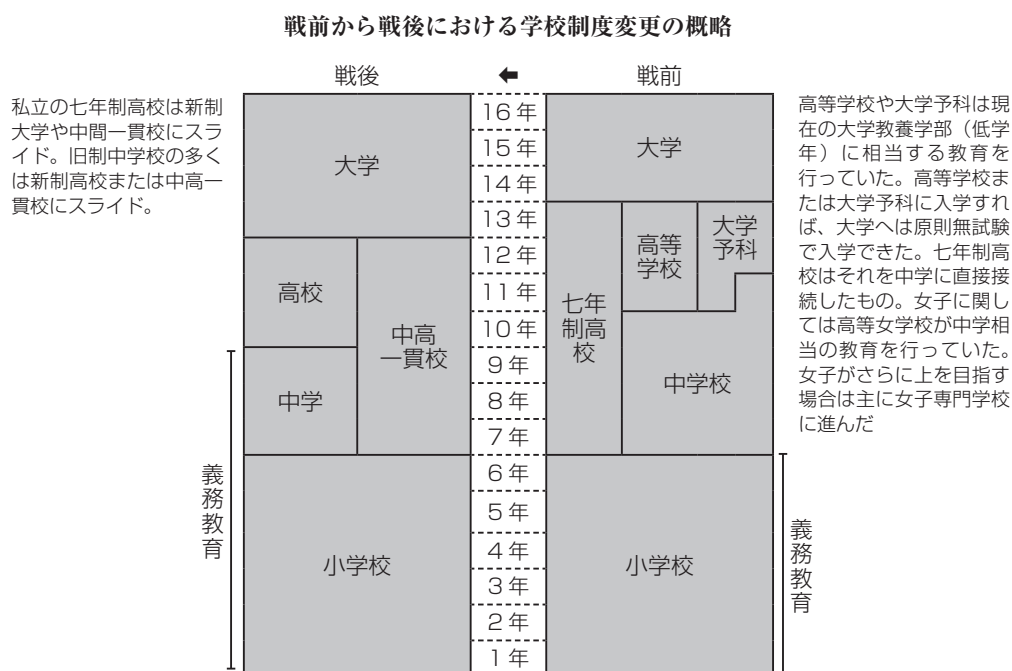 戦前から戦後における学校制度変更の概略
戦後
←
戦前
私立の七年制高校は新制
大学や中間一貫校にスラ
イド。旧制中学校の多く
は新制高校または中高一
貫校にスライド。
大学
高校
中高
一貫校
中学
小学校
義務教育
16年
15年
14年
13年
12年
11年
10年
9年
8年
7年
6年
5年
4年
3年
2年
1年
大学
七年
制高
校
高等
学校
大学
予科
中学校
小学校
義務教育
高等学校や大学予科は現
在の大学教養学部（低学
年）に相当する教育を
行っていた。高等学校ま
たは大学予科に入学すれ
ば、大学へは原則無試験
で入学できた。七年制高
校はそれを中学に直接接
続したもの。女子に関し
ては高等女学校が中学相
当の教育を行っていた。
女子がさらに上を目指す
場合は主に女子専門学校
に進んだ